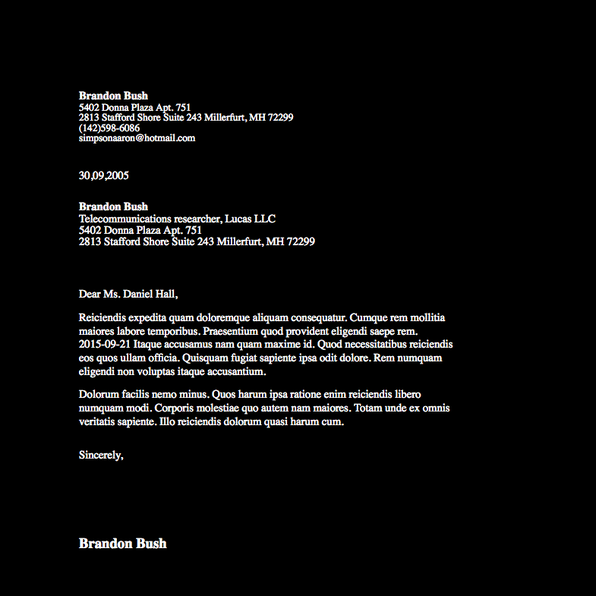 Brandon Bush
5402 Donna Plaza Apt. 751
2813 Stafford Shore Suite 243 Millerfurt, MH 72299
(142)598-6086
simpsonaaron@hotmail.com
30,09,2005
Brandon Bush
Telecommunications researcher, Lucas LLC
5402 Donna Plaza Apt. 751
2813 Stafford Shore Suite 243 Millerfurt, MH 72299
Dear Ms. Daniel Hall,
Reiciendis expedita quam doloremque aliquam consequatur. Cumque rem mollitia
maiores labore temporibus. Praesentium quod provident eligendi saepe rem.
2015-09-21 Itaque accusamus nam quam maxime id. Quod necessitatibus reiciendis
eos quos ullam officia. Quisquam fugiat sapiente ipsa odit dolore. Rem numquam
eligendi non voluptas itaque accusantium.
Dolorum facilis nemo minus. Quos harum ipsa ratione enim reiciendis libero
numquam modi. Corporis molestiae quo autem nam maiores. Totam unde ex omnis
veritatis sapiente. Illo reiciendis dolorum quasi harum cum.
Sincerely,
Brandon Bush